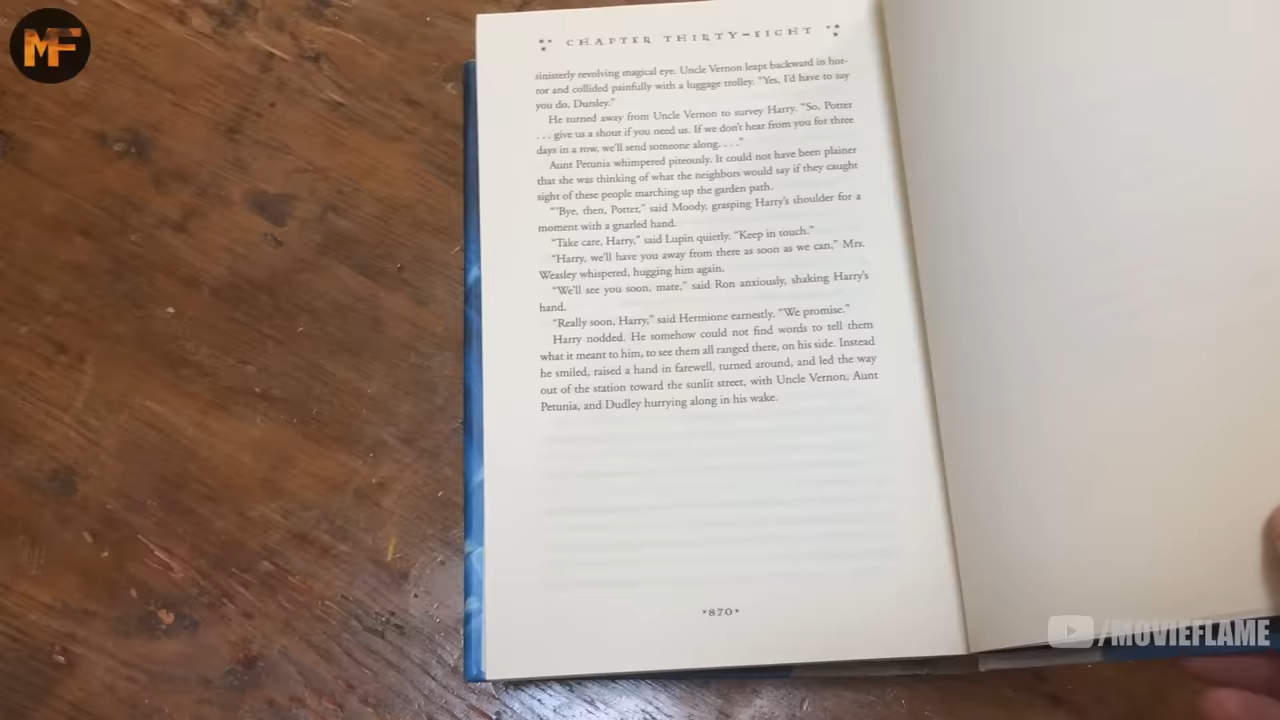 MF
CHAPTER THIRTY-EIGHT
sinisterly revolving magical eye. Uncle Vernon leapt backward in hor-
ror and collided painfully with a luggage trolley. “Yes, I’d have to say
you do, Dursley.”
He turned away from Uncle Vernon to survey Harry. “So, Potter
. . . give us a shout if you need us. If we don’t hear from you for three
days in a row, we’ll send someone along. . . .”
Aunt Petunia whimpered piteously. It could not have been plainer
that she was thinking of what the neighbors would say if they caught
sight of these people marching up the garden path.
“’Bye, then, Potter,” said Moody, grasping Harry’s shoulder for a
moment with a gnarled hand.
“Take care, Harry,” said Lupin quietly. “Keep in touch.”
“Harry, we’ll have you away from there as soon as we can,” Mrs.
Weasley whispered, hugging him again.
“We’ll see you soon, mate,” said Ron anxiously, shaking Harry’s
hand.
“Really soon, Harry,” said Hermione earnestly. “We promise.”
Harry nodded. He somehow could not find words to tell them
what it meant to him, to see them all ranged there, on his side. Instead
he smiled, raised a hand in farewell, turned around, and led the way
out of the station toward the sunlit street, with Uncle Vernon, Aunt
Petunia, and Dudley hurrying along in his wake.
*870*
/MOVIEFLAME